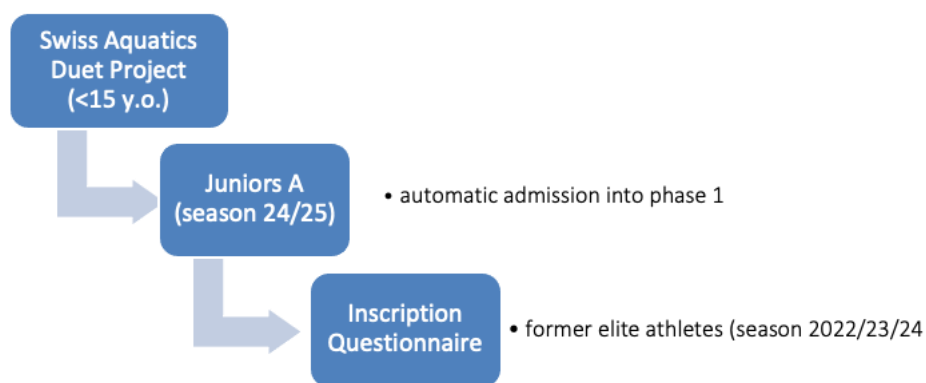 Swiss Aquatics
Duet Project
(<15 y.o.)
Juniors A
(season 24/25)
• automatic admission into phase 1
Inscription
Questionnaire
• former elite athletes (season 2022/23/24